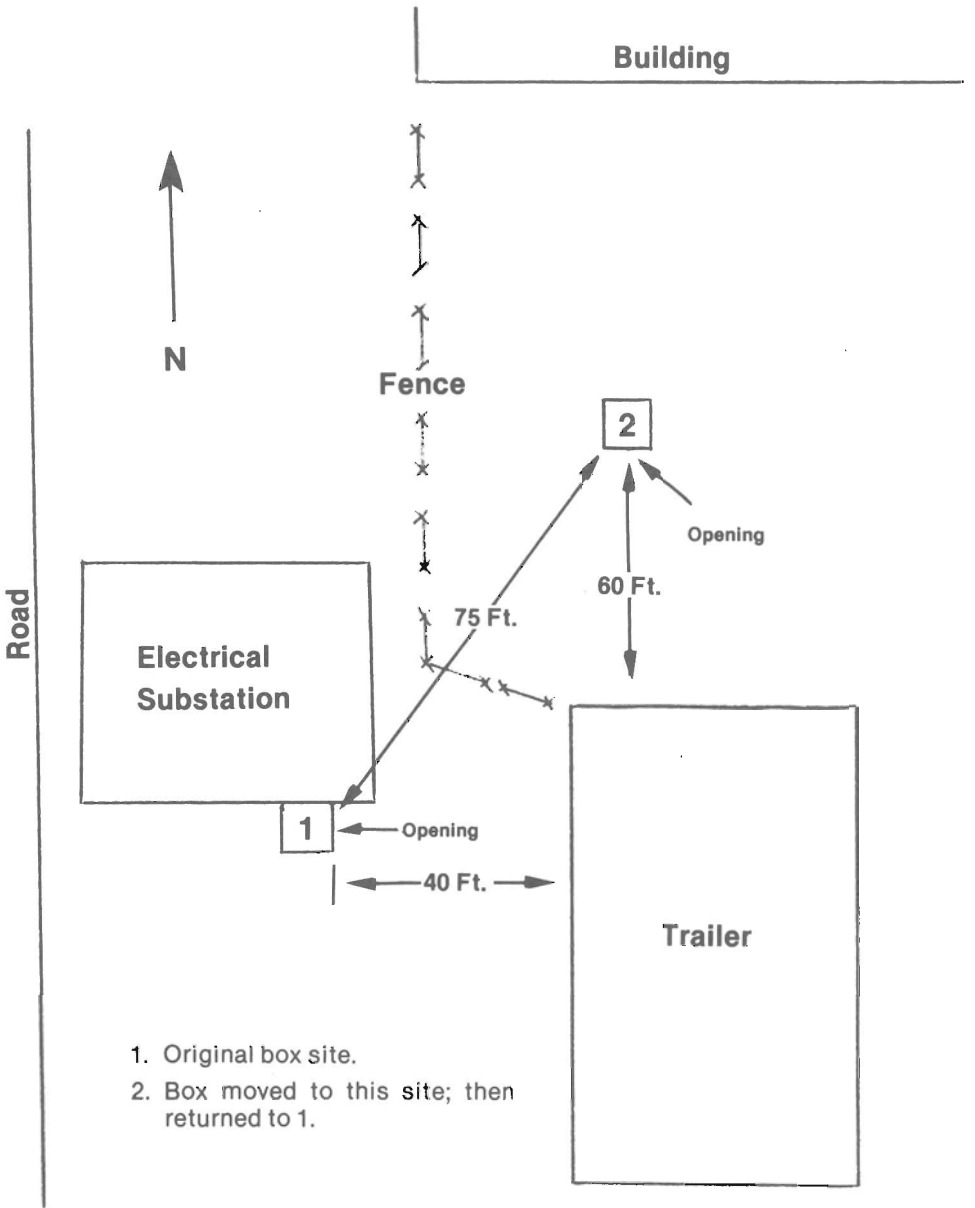 Building
N
Fence
2
Opening
60 Ft.
75 Ft.
Road
Electrical
Substation
1
Opening
40 Ft.
Trailer
1. Original box site.
2. Box moved to this site; then
returned to 1.